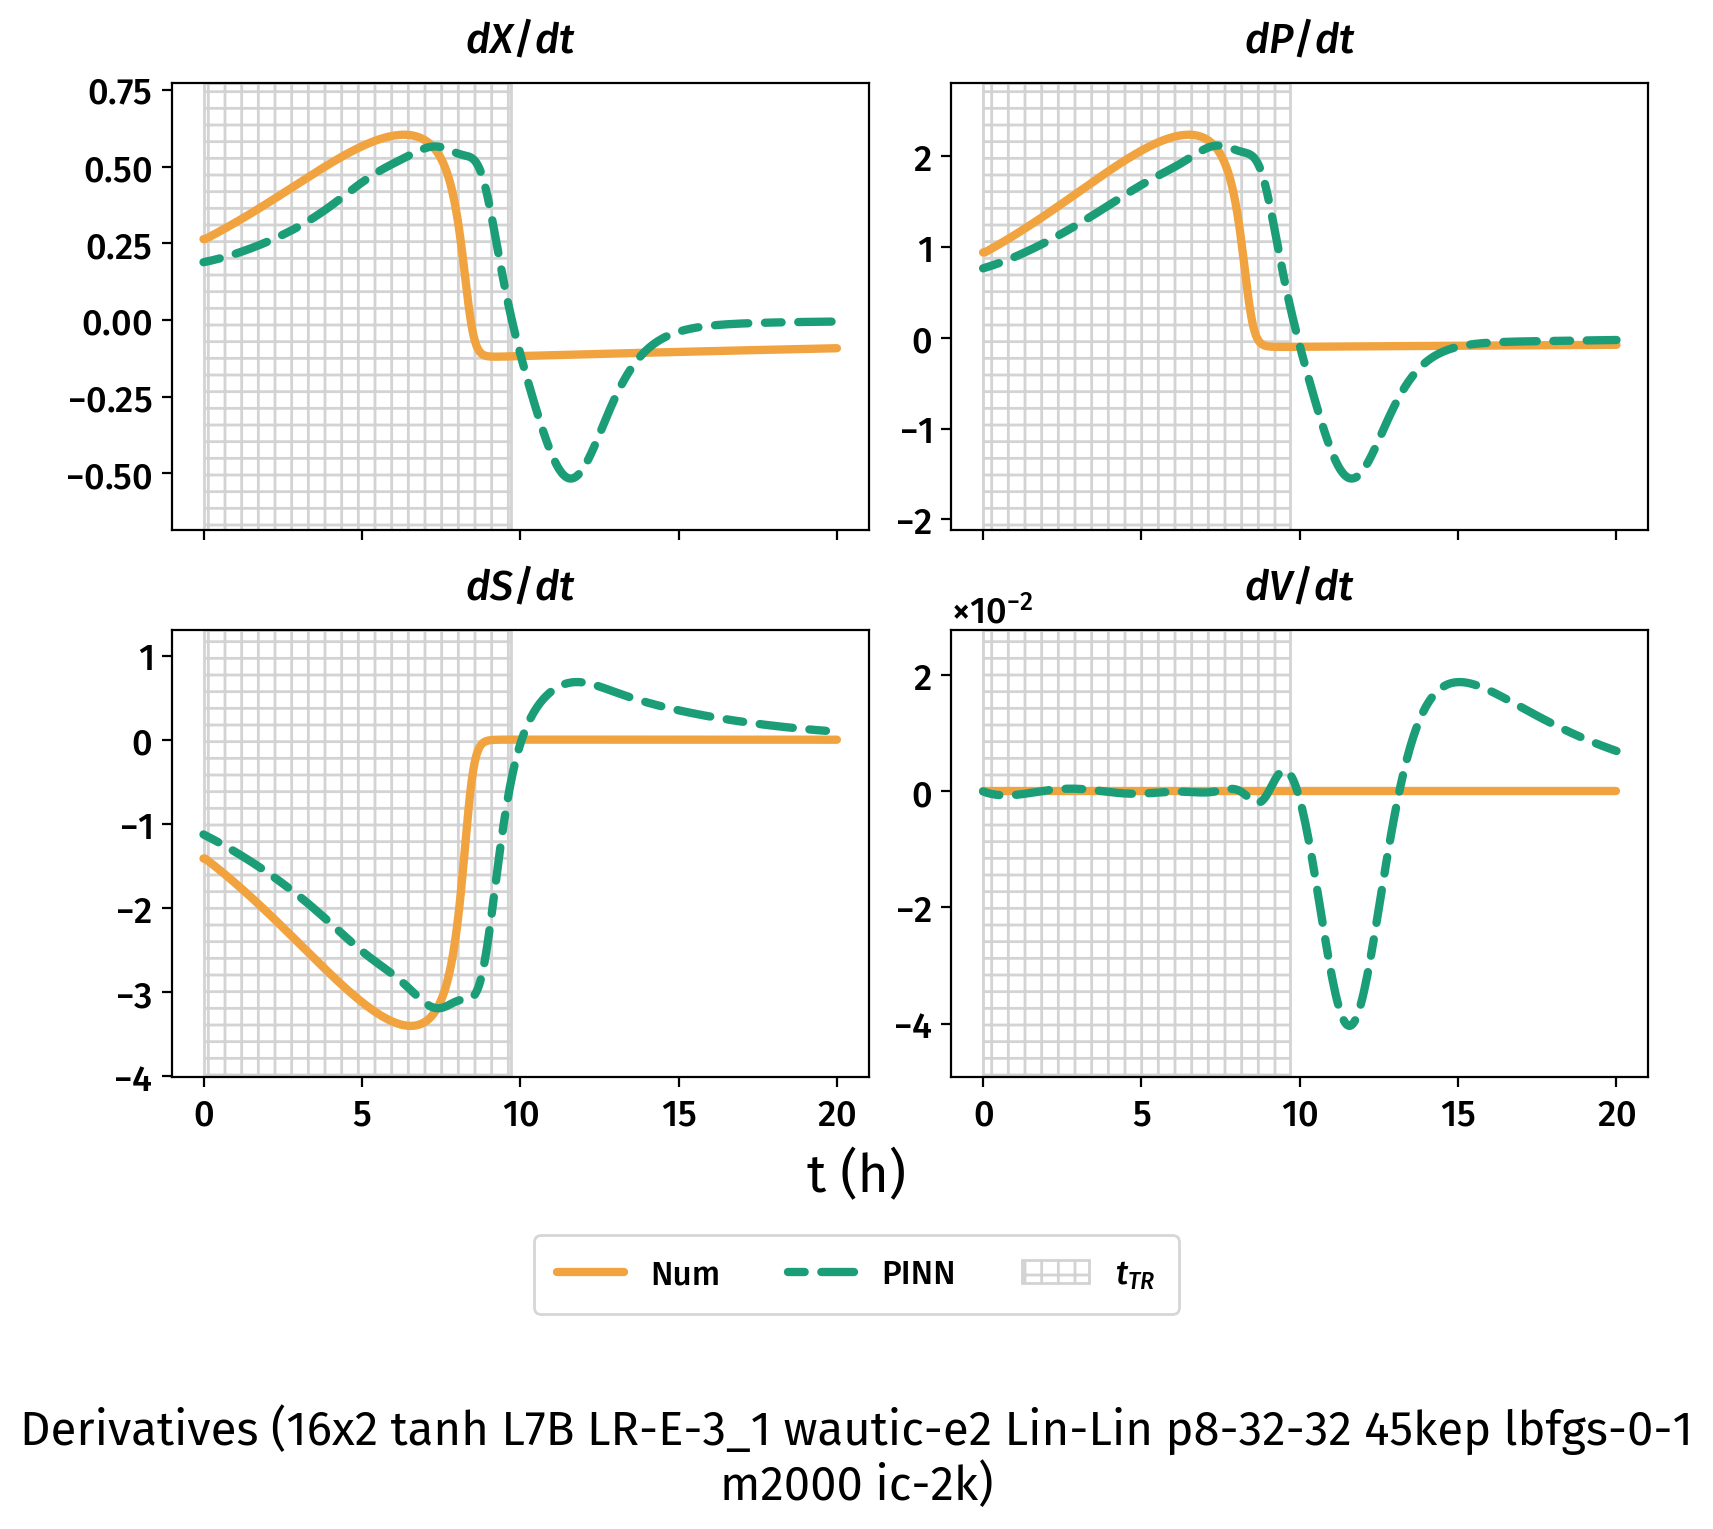 dX/dt
dP/dt
0.75
0.50
0.25
0.00
−0.25
−0.50
2
1
0
−1
−2
dS/dt
dV/dt
×10⁻²
1
0
−1
−2
−3
−4
2
0
−2
−4
0 5 10 15 20
0 5 10 15 20
t (h)
Num PINN t_TR
Derivatives (16x2 tanh L7B LR-E-3_1 wautic-e2 Lin-Lin p8-32-32 45kep lbfgs-0-1
m2000 ic-2k)